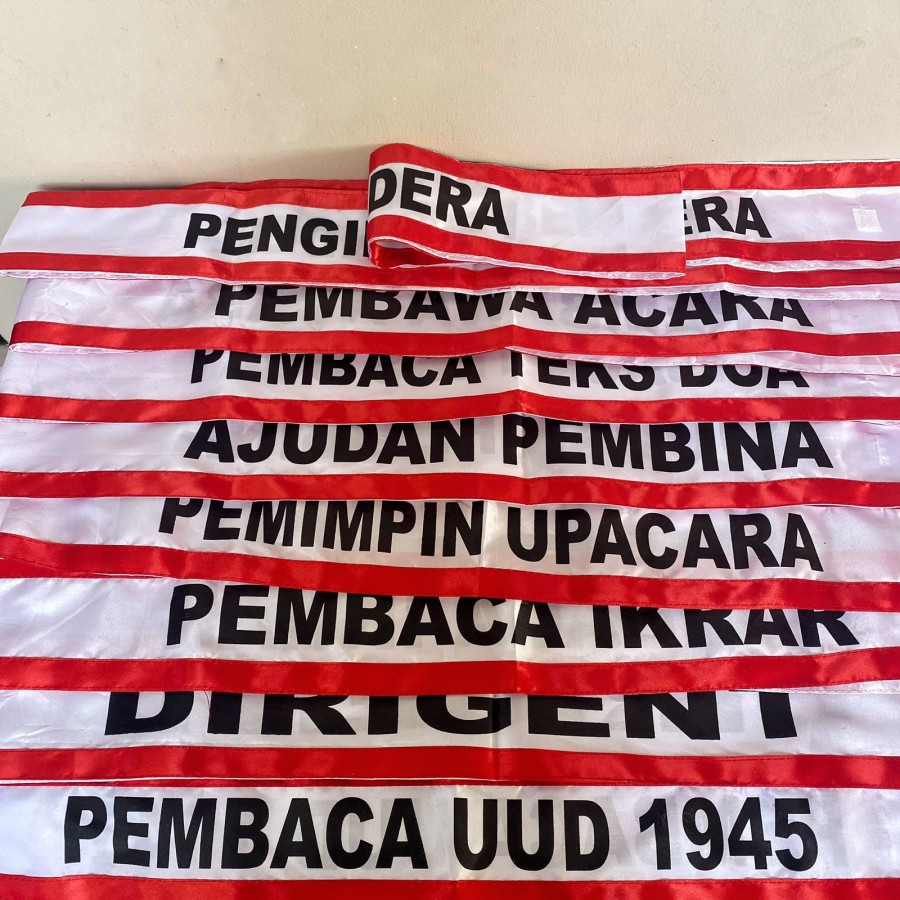 DERA
PENGI
ERA
PEMBAWA ACARA
PEMBACA TEKS DOA
AJUDAN PEMBINA
PEMIMPIN UPACARA
PEMBACA IKRAR
DIRIGENT
PEMBACA UUD 1945